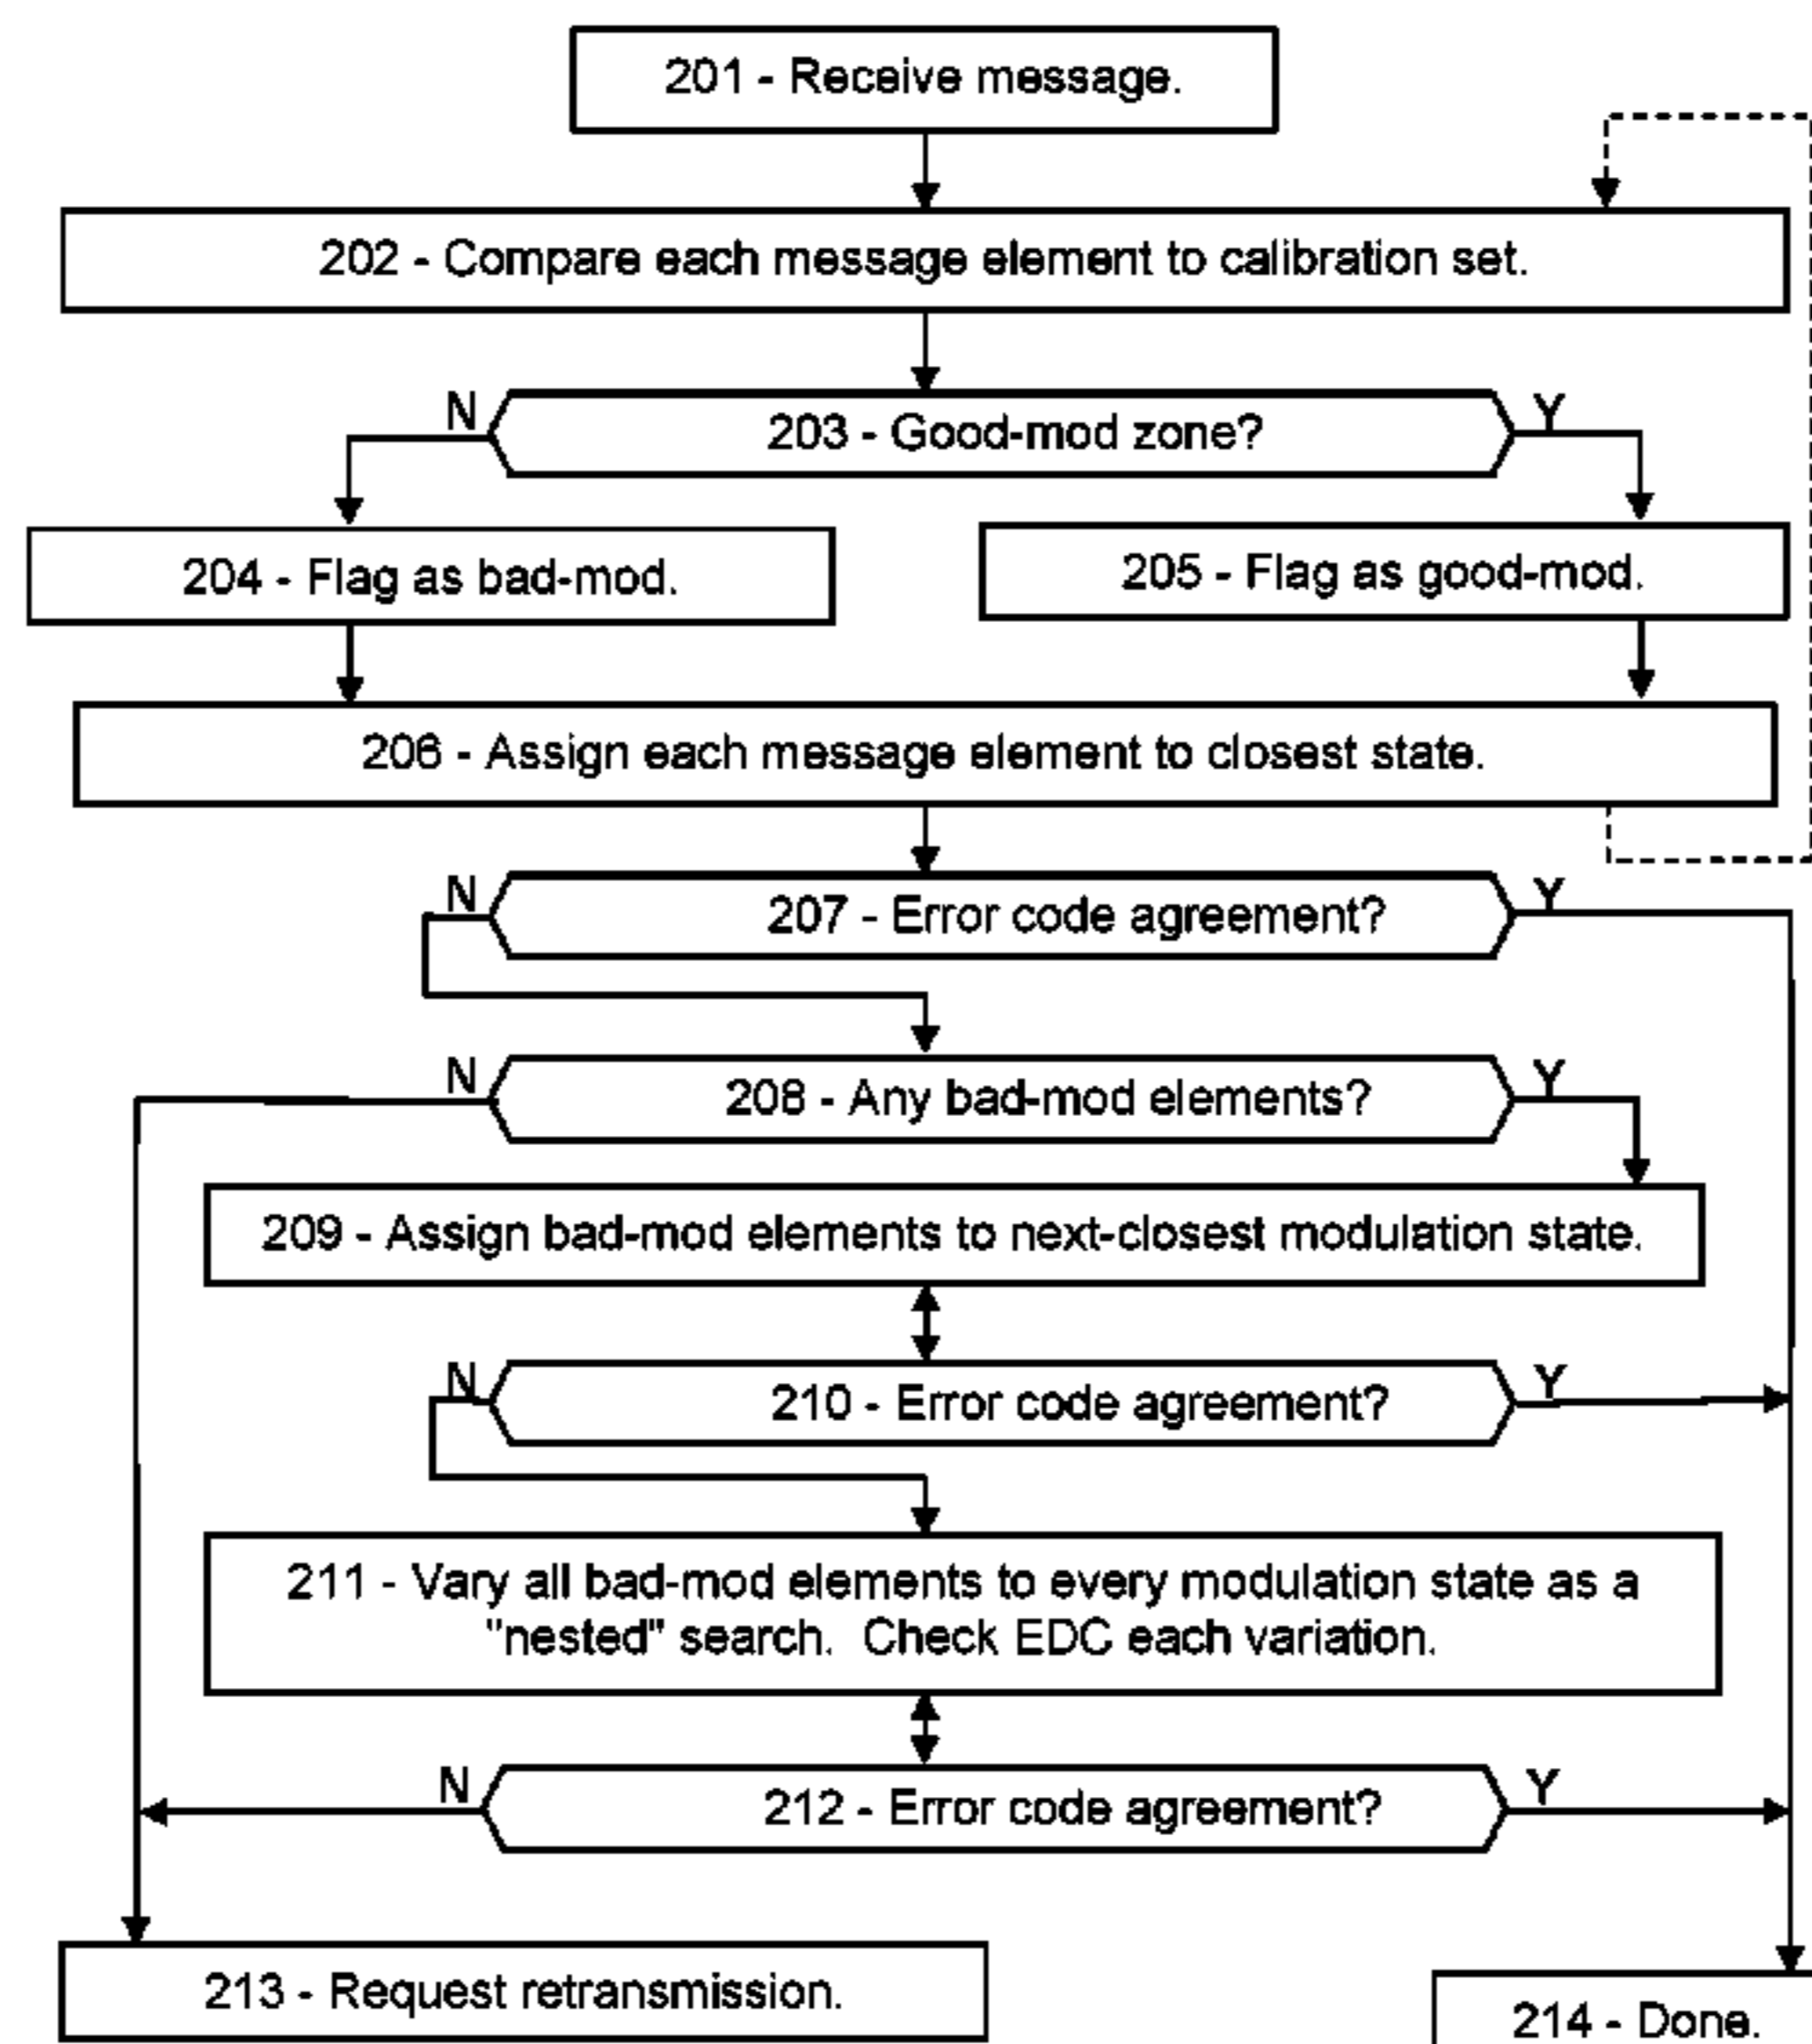 201 - Receive message.
202 - Compare each message element to calibration set.
N
203 - Good-mod zone?
Y
204 - Flag as bad-mod.
205 - Flag as good-mod.
206 - Assign each message element to closest state.
N
207 - Error code agreement?
Y
N
208 - Any bad-mod elements?
Y
209 - Assign bad-mod elements to next-closest modulation state.
N
210 - Error code agreement?
Y
211 - Vary all bad-mod elements to every modulation state as a
"nested" search. Check EDC each variation.
N
212 - Error code agreement?
Y
213 - Request retransmission.
214 - Done.